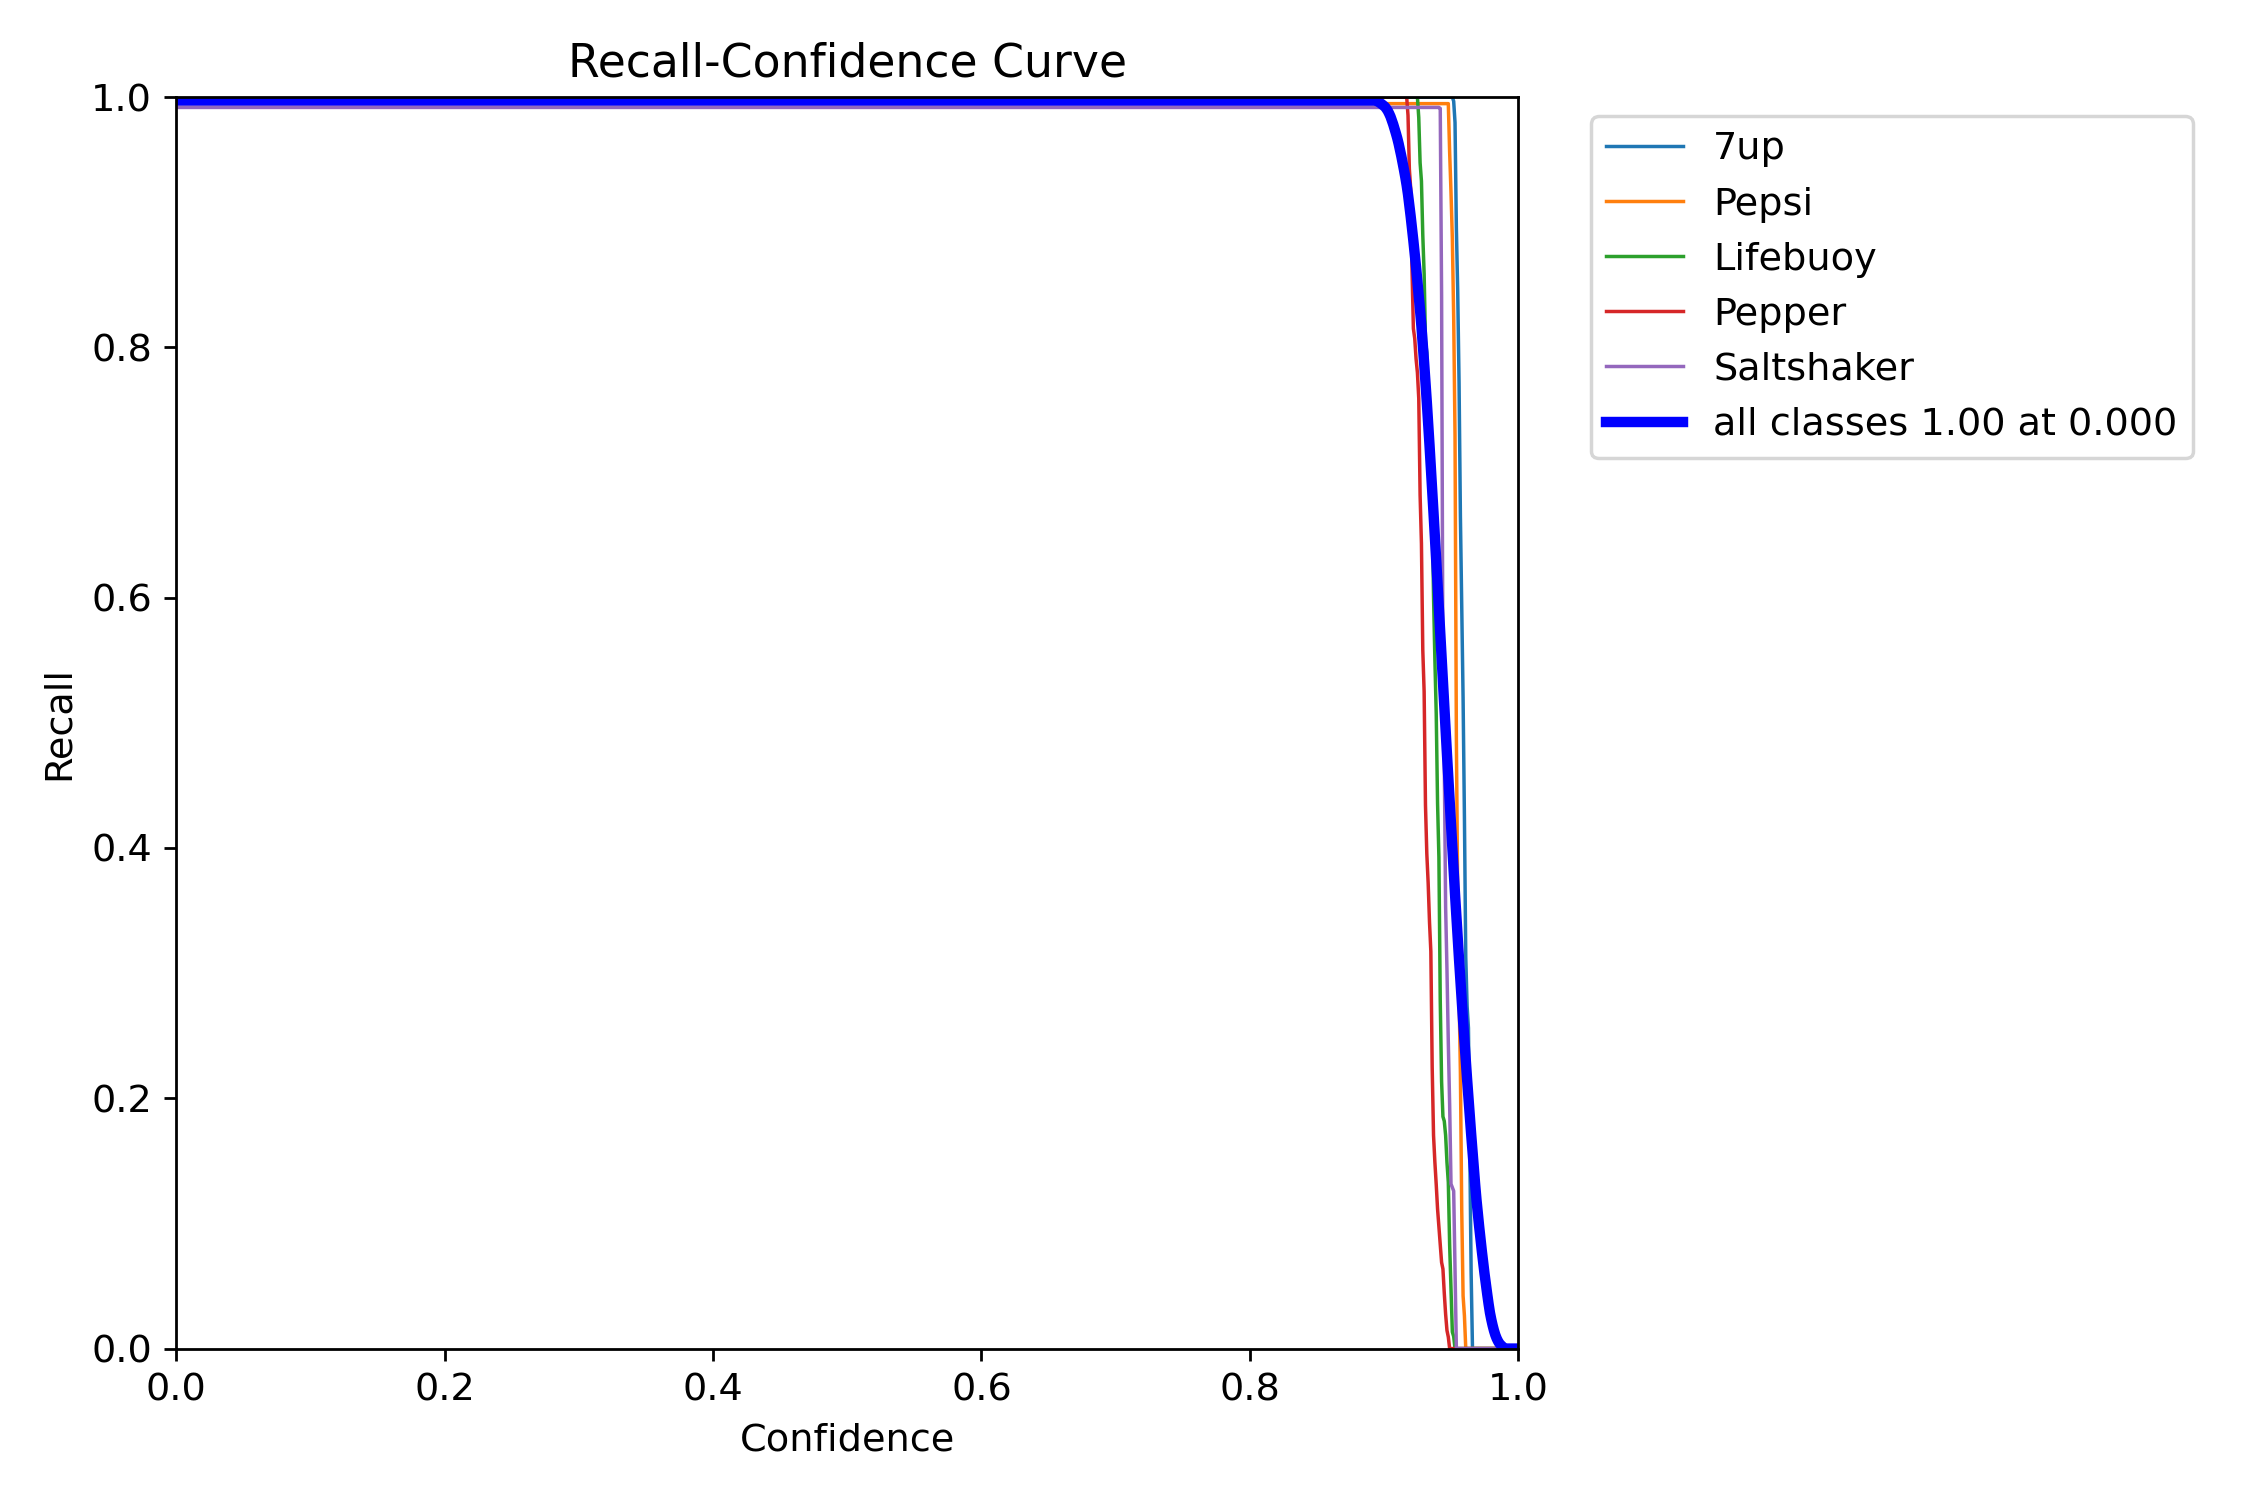 Recall-Confidence Curve
1.0
0.8
0.6
0.4
0.2
0.0
Recall
0.0 0.2 0.4 0.6 0.8 1.0
Confidence
7up
Pepsi
Lifebuoy
Pepper
Saltshaker
all classes 1.00 at 0.000